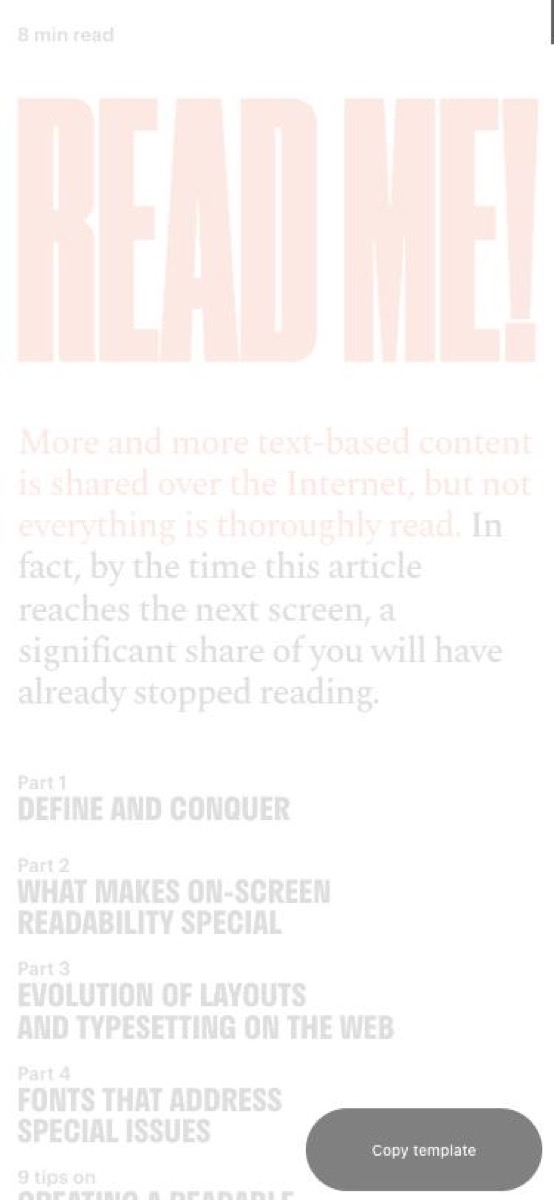 8 min read
READ ME!
More and more text-based content
is shared over the Internet, but not
everything is thoroughly read. In
fact, by the time this article
reaches the next screen, a
significant share of you will have
already stopped reading.
Part 1
DEFINE AND CONQUER
Part 2
WHAT MAKES ON-SCREEN
READABILITY SPECIAL
Part 3
EVOLUTION OF LAYOUTS
AND TYPESETTING ON THE WEB
Part 4
FONTS THAT ADDRESS
SPECIAL ISSUES
Copy template
9 tips on
CREATING A READABLE